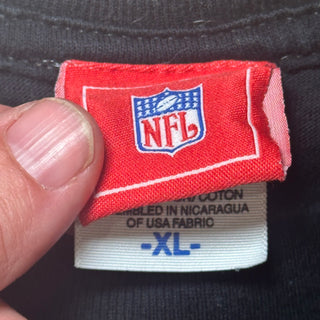 NFL
COTTON
EMBLED IN NICARAGUA
OF USA FABRIC
-XL-